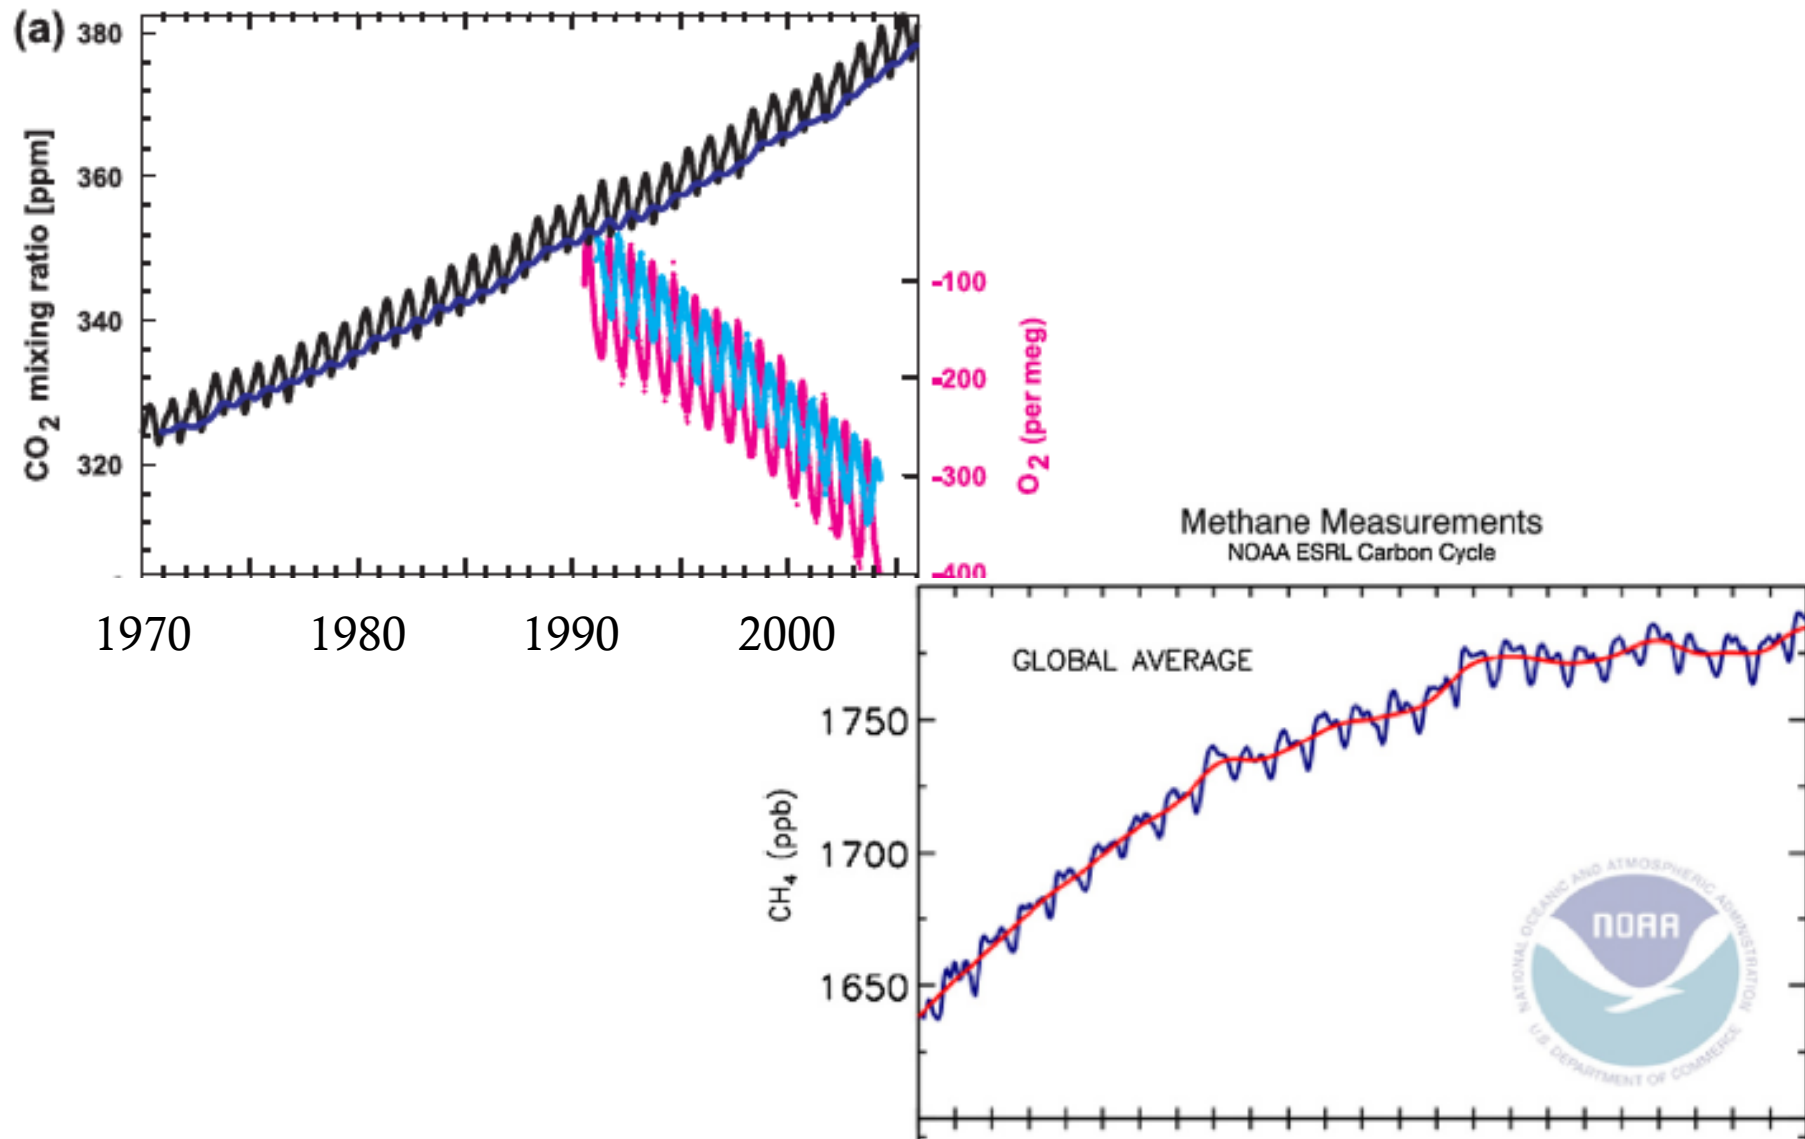 (a)
380
360
340
320
CO2 mixing ratio [ppm]
-100
-200
-300
-400
O2 (per meg)
1970 1980 1990 2000
Methane Measurements
NOAA ESRL Carbon Cycle
GLOBAL AVERAGE
1750
1700
1650
CH4 (ppb)
NATIONAL OCEANIC AND ATMOSPHERIC ADMINISTRATION
NOAA
U.S. DEPARTMENT OF COMMERCE